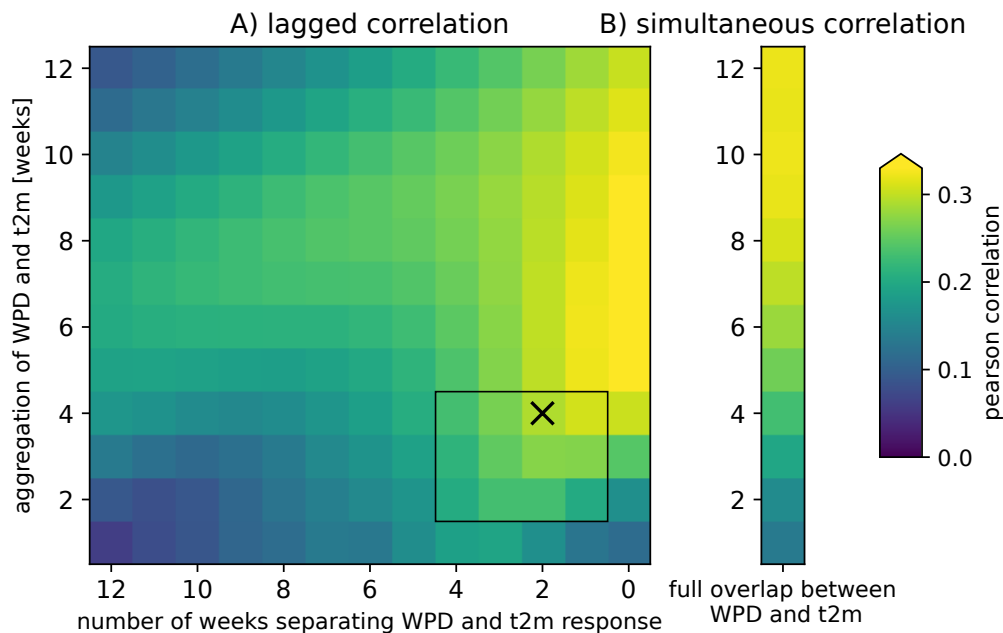 A) lagged correlation
B) simultaneous correlation
aggregation of WPD and t2m [weeks]
12
10
8
6
4
2
12 10 8 6 4 2 0
number of weeks separating WPD and t2m response
12
10
8
6
4
2
full overlap between
WPD and t2m
0.3
0.2
0.1
0.0
pearson correlation